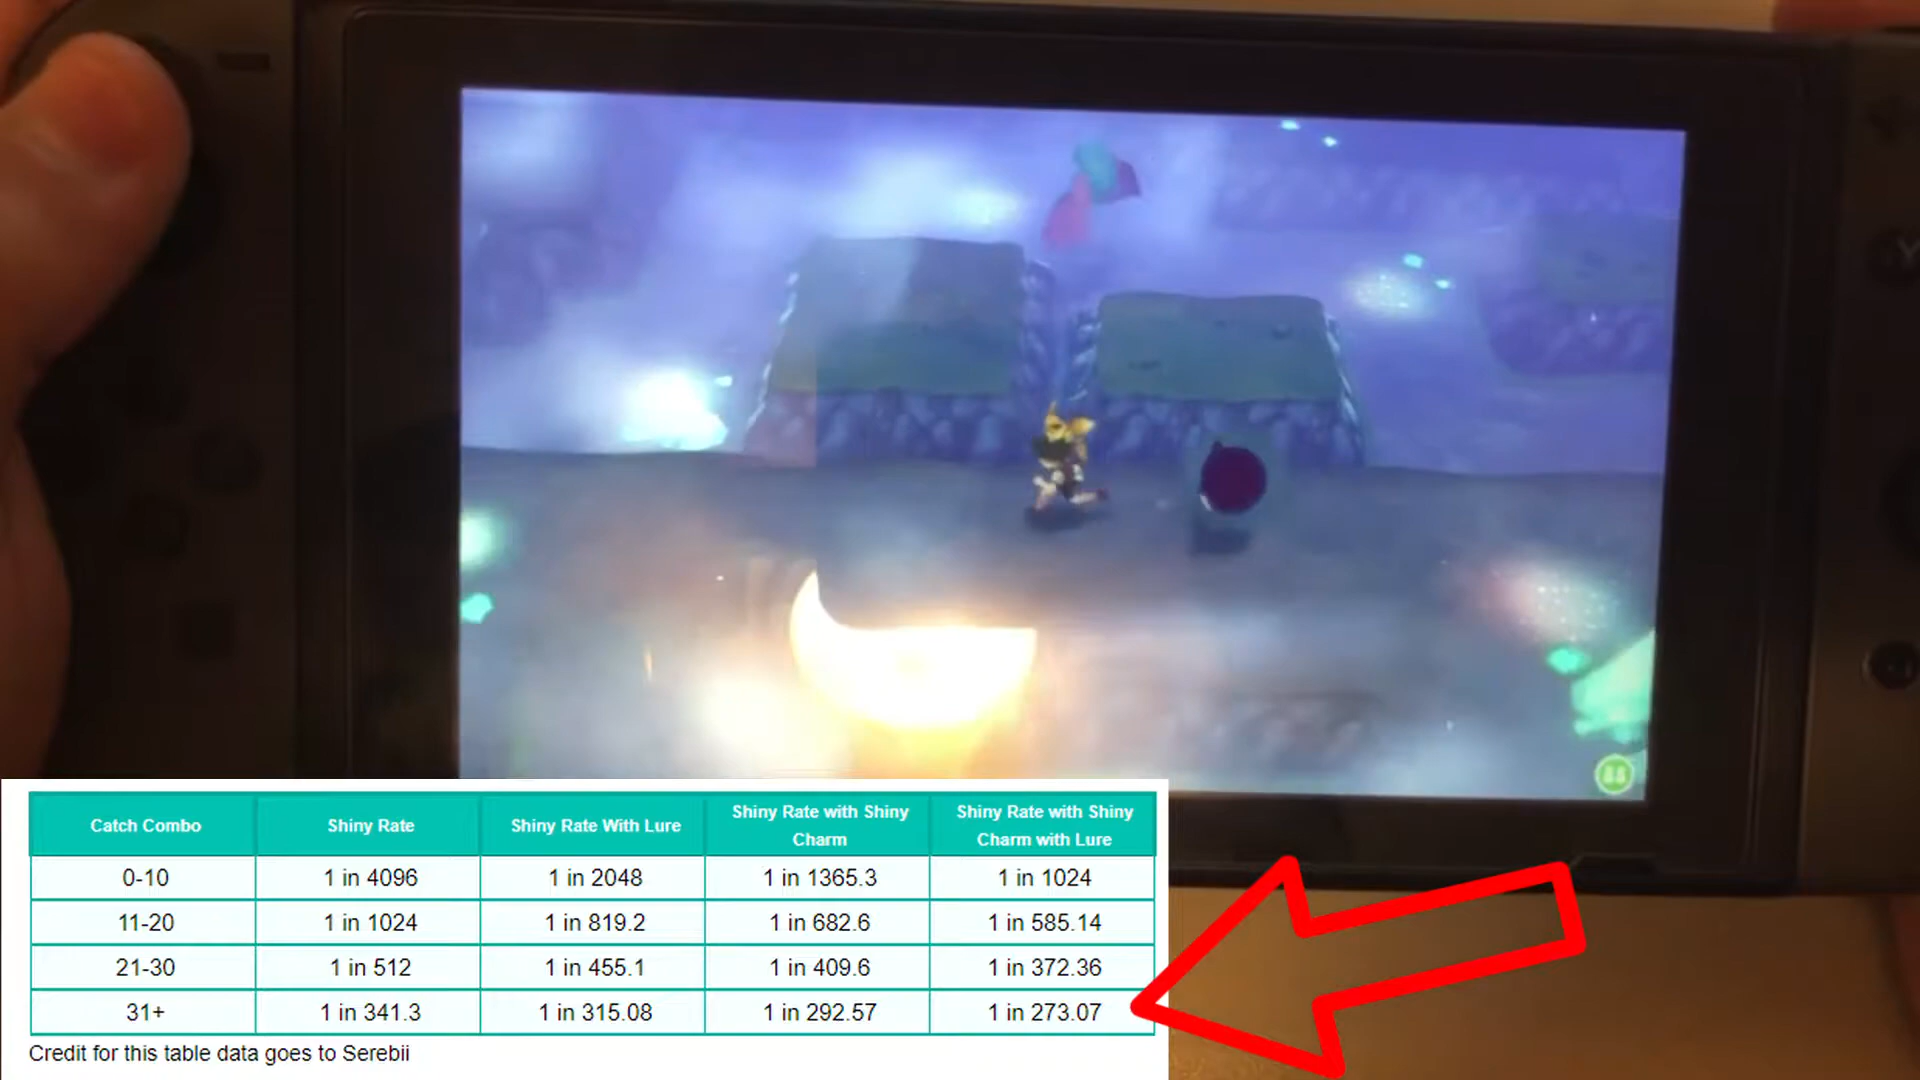 Y
Catch Combo Shiny Rate Shiny Rate With Lure Shiny Rate with Shiny Charm Shiny Rate with Shiny Charm with Lure
0-10 1 in 4096 1 in 2048 1 in 1365.3 1 in 1024
11-20 1 in 1024 1 in 819.2 1 in 682.6 1 in 585.14
21-30 1 in 512 1 in 455.1 1 in 409.6 1 in 372.36
31+ 1 in 341.3 1 in 315.08 1 in 292.57 1 in 273.07
Credit for this table data goes to Serebii